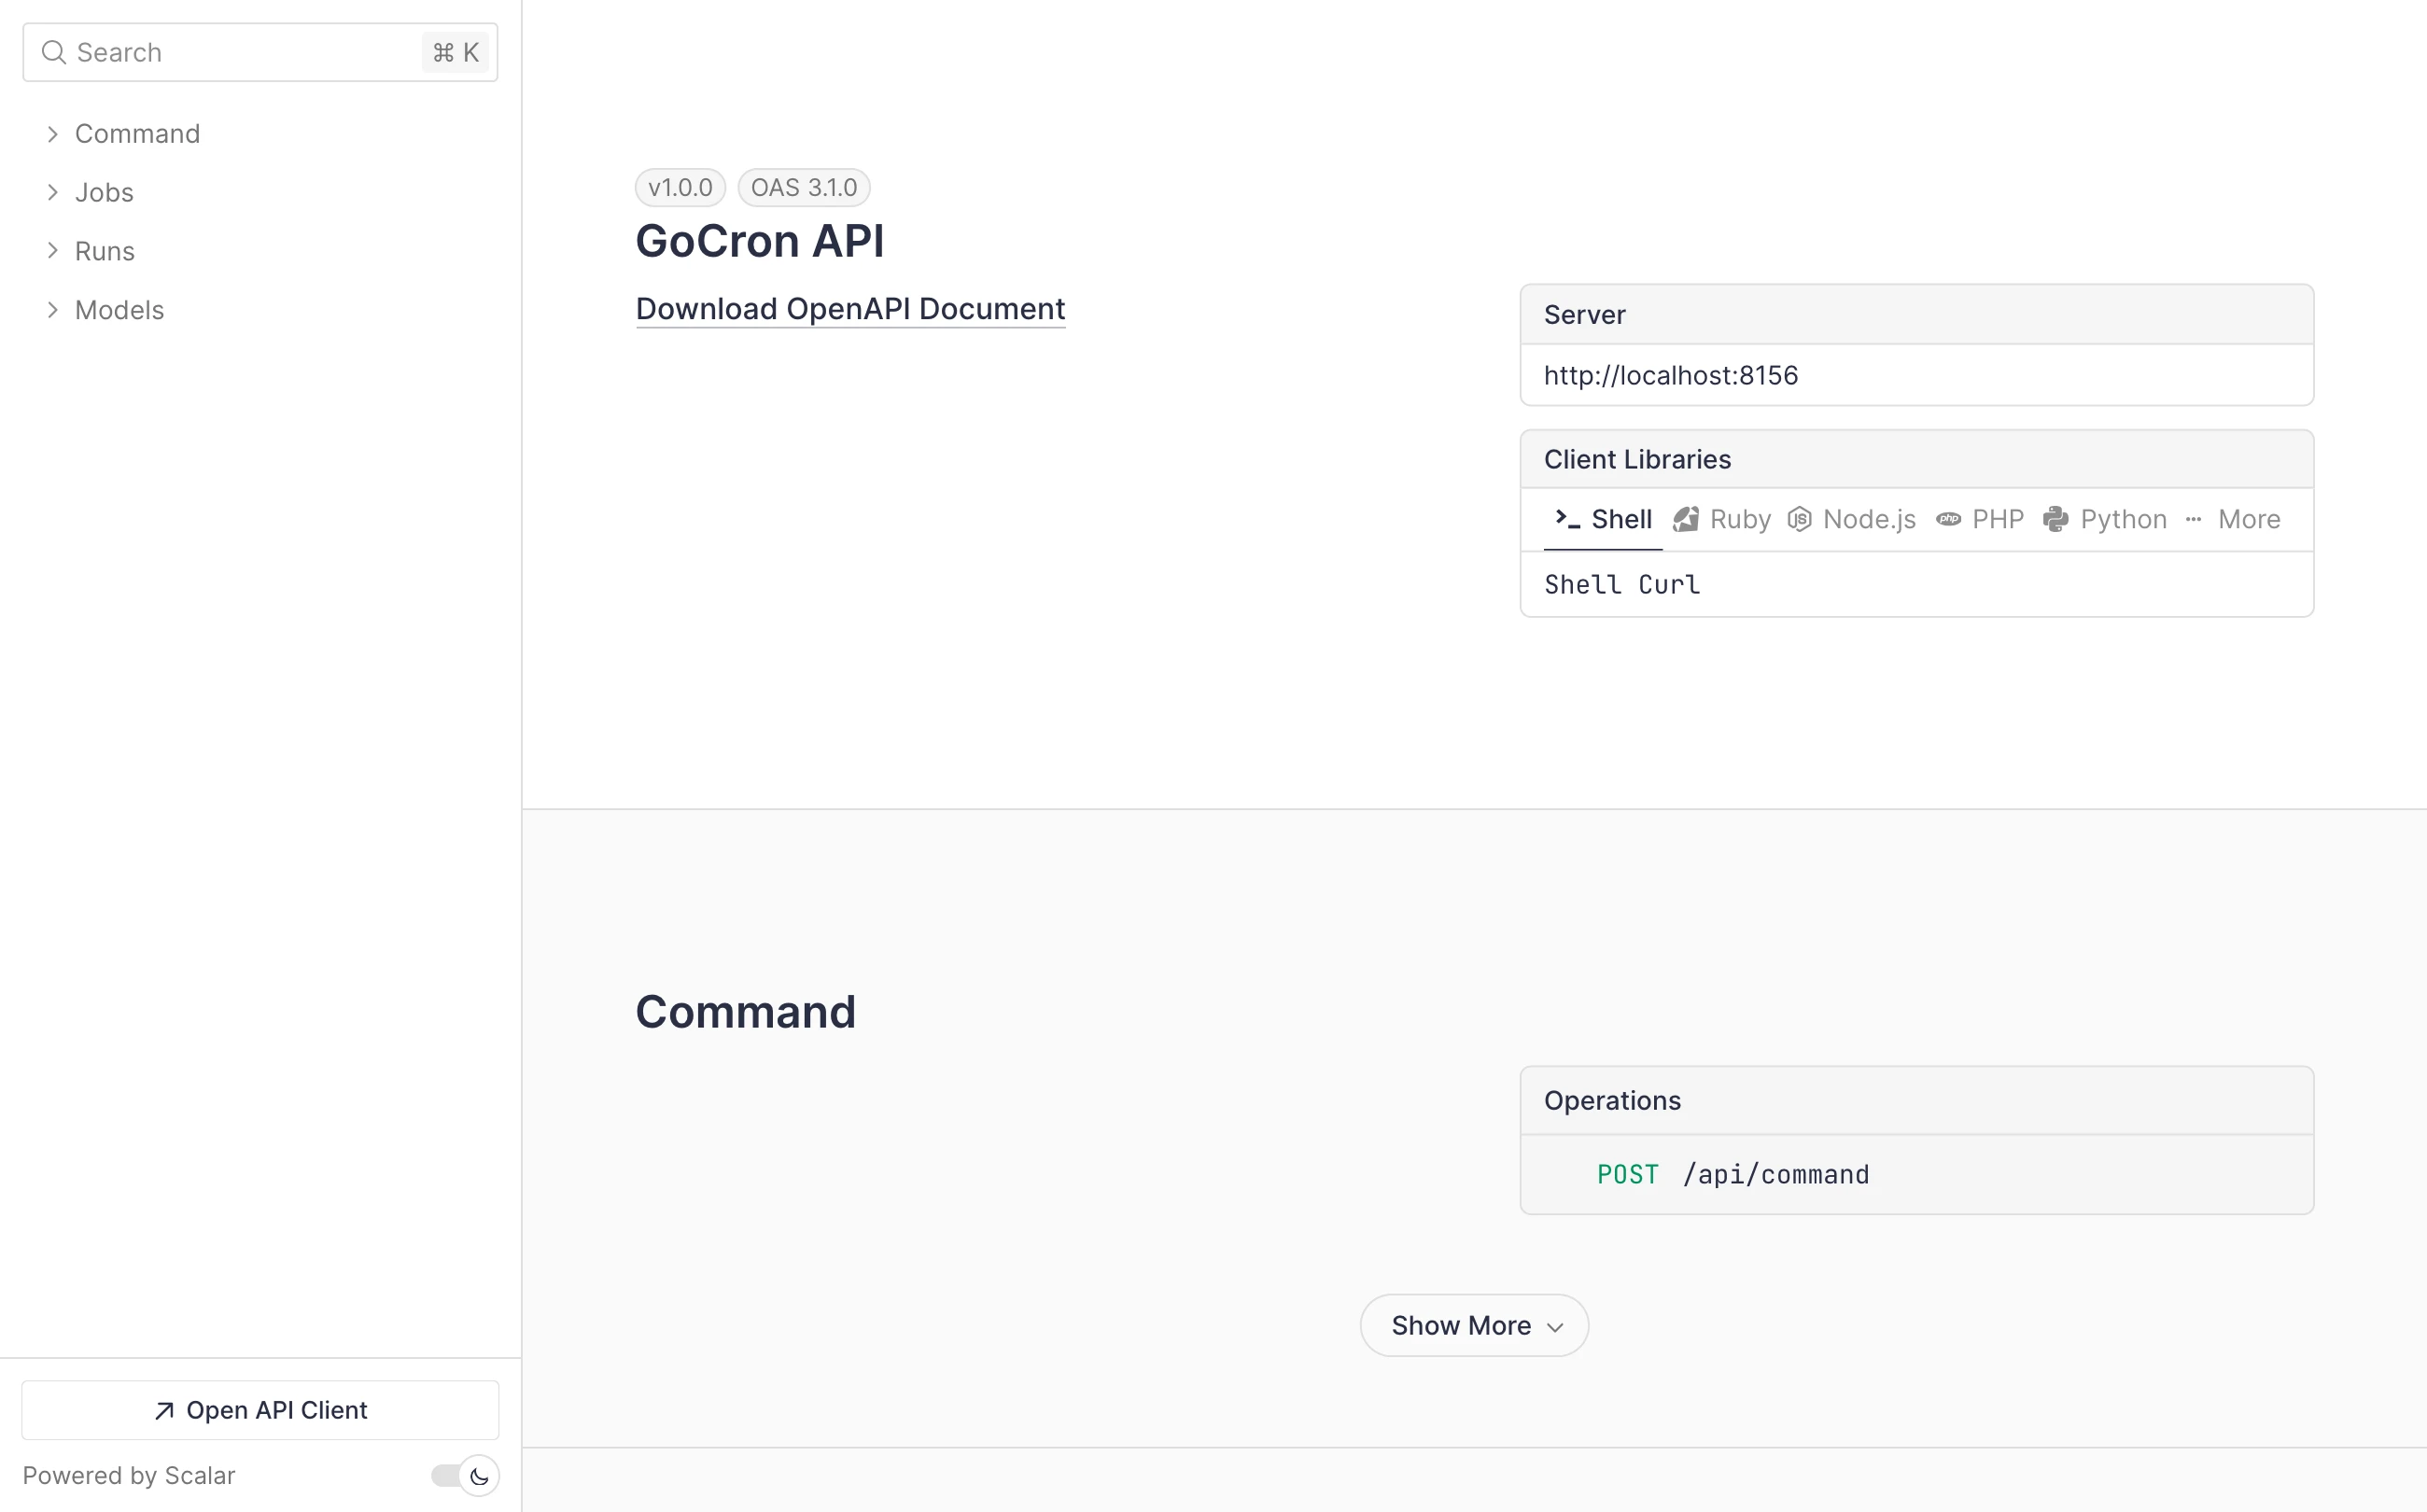 Search ⌘ K
Command
Jobs
Runs
Models
Open API Client
Powered by Scalar
v1.0.0 OAS 3.1.0
GoCron API
Download OpenAPI Document
Server
http://localhost:8156
Client Libraries
Shell Ruby Node.js PHP Python More
Shell Curl
Command
Operations
POST /api/command
Show More